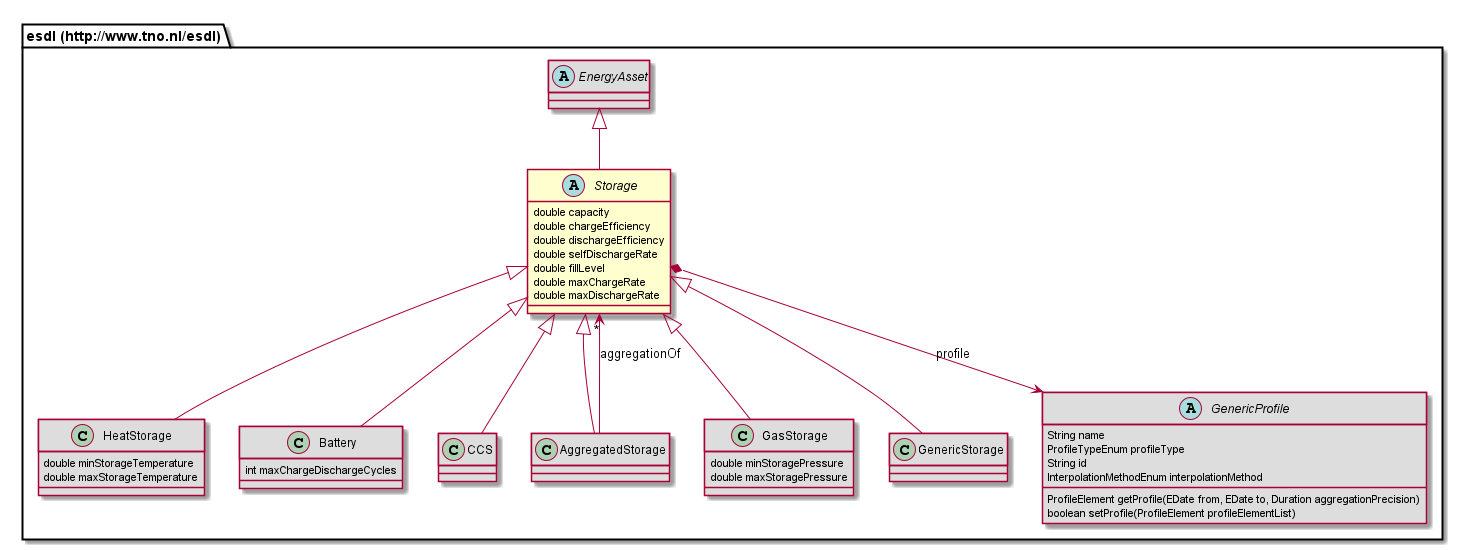 esdl (http://www.tno.nl/esdl)
A EnergyAsset
A Storage
double capacity
double chargeEfficiency
double dischargeEfficiency
double selfDischargeRate
double fillLevel
double maxChargeRate
double maxDischargeRate
*
aggregationOf
profile
C HeatStorage
double minStorageTemperature
double maxStorageTemperature
C Battery
int maxChargeDischargeCycles
C CCS
C AggregatedStorage
C GasStorage
double minStoragePressure
double maxStoragePressure
C GenericStorage
A GenericProfile
String name
ProfileTypeEnum profileType
String id
InterpolationMethodEnum interpolationMethod
ProfileElement getProfile(EDate from, EDate to, Duration aggregationPrecision)
boolean setProfile(ProfileElement profileElementList)